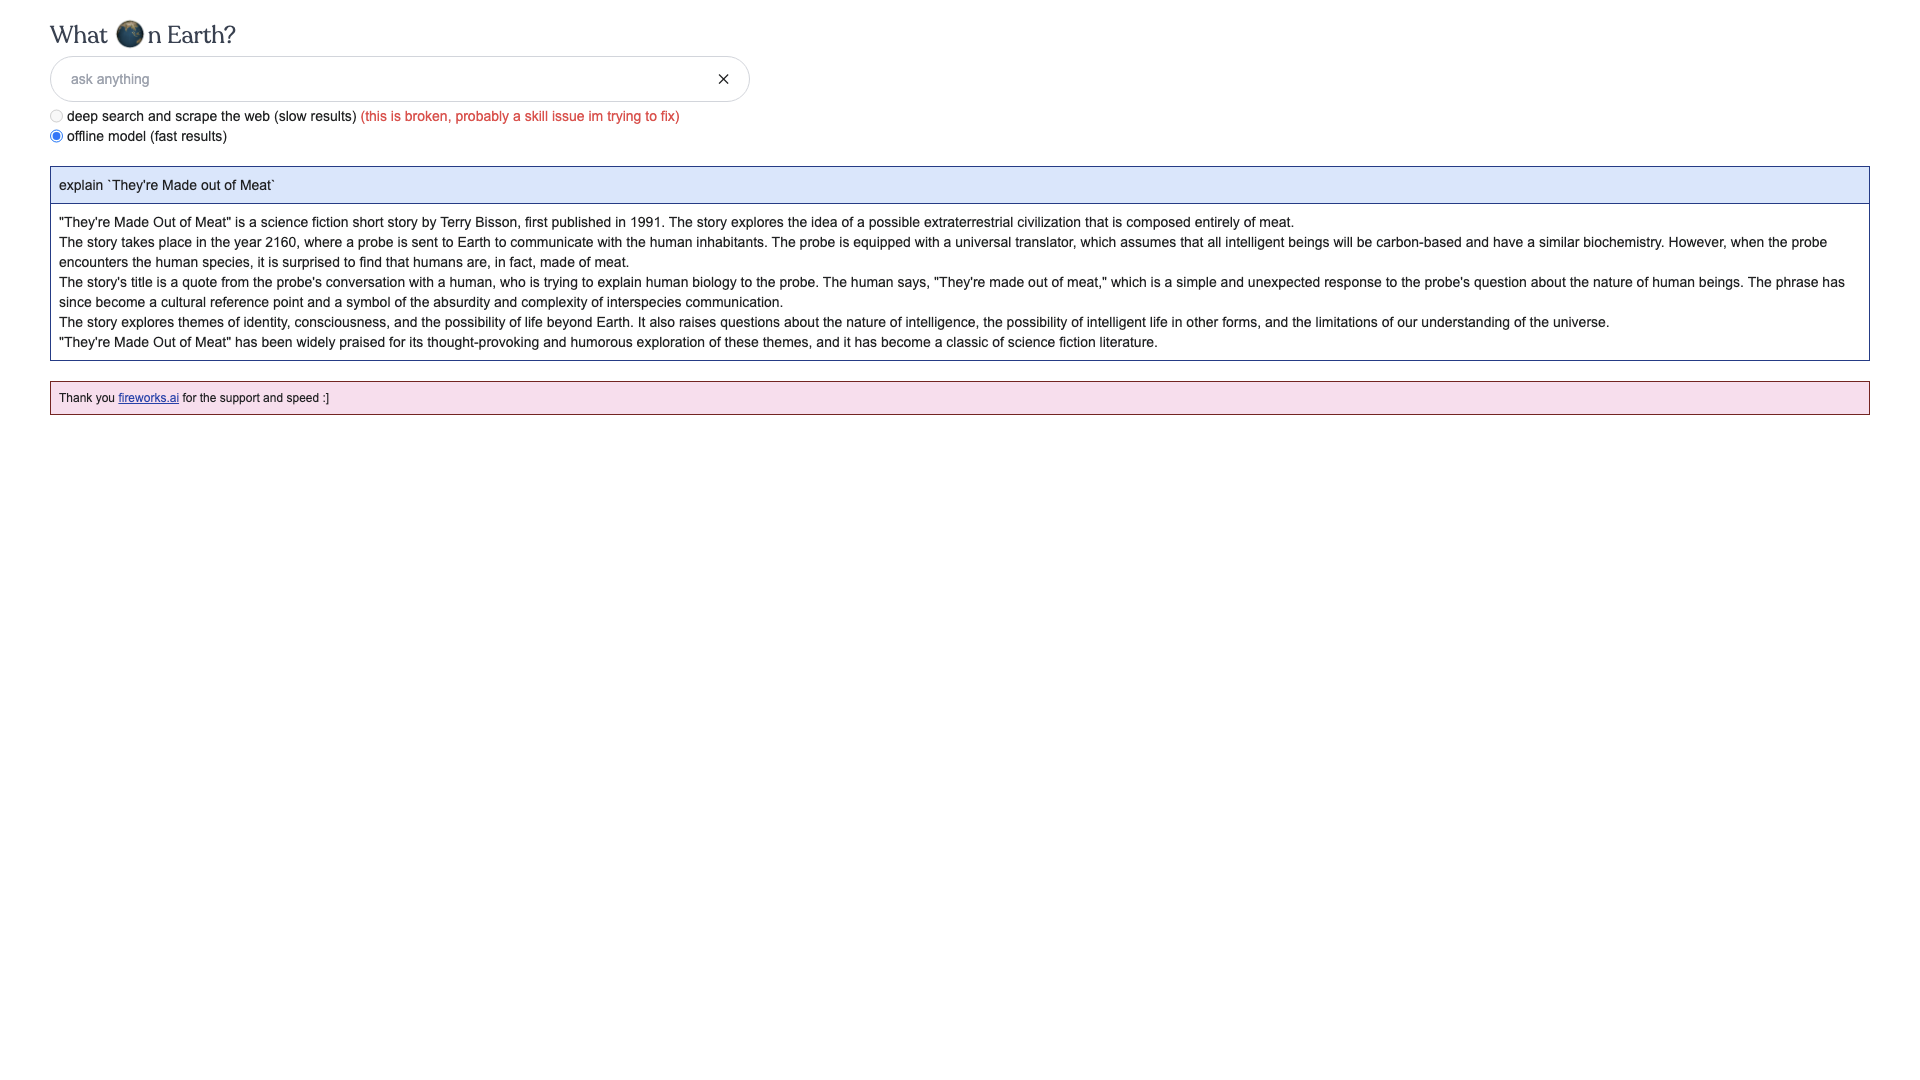 What on Earth?
ask anything
deep search and scrape the web (slow results) (this is broken, probably a skill issue im trying to fix)
offline model (fast results)
explain `They're Made out of Meat`
"They're Made Out of Meat" is a science fiction short story by Terry Bisson, first published in 1991. The story explores the idea of a possible extraterrestrial civilization that is composed entirely of meat.
The story takes place in the year 2160, where a probe is sent to Earth to communicate with the human inhabitants. The probe is equipped with a universal translator, which assumes that all intelligent beings will be carbon-based and have a similar biochemistry. However, when the probe
encounters the human species, it is surprised to find that humans are, in fact, made of meat.
The story's title is a quote from the probe's conversation with a human, who is trying to explain human biology to the probe. The human says, "They're made out of meat," which is a simple and unexpected response to the probe's question about the nature of human beings. The phrase has
since become a cultural reference point and a symbol of the absurdity and complexity of interspecies communication.
The story explores themes of identity, consciousness, and the possibility of life beyond Earth. It also raises questions about the nature of intelligence, the possibility of intelligent life in other forms, and the limitations of our understanding of the universe.
"They're Made Out of Meat" has been widely praised for its thought-provoking and humorous exploration of these themes, and it has become a classic of science fiction literature.
Thank you fireworks.ai for the support and speed :]